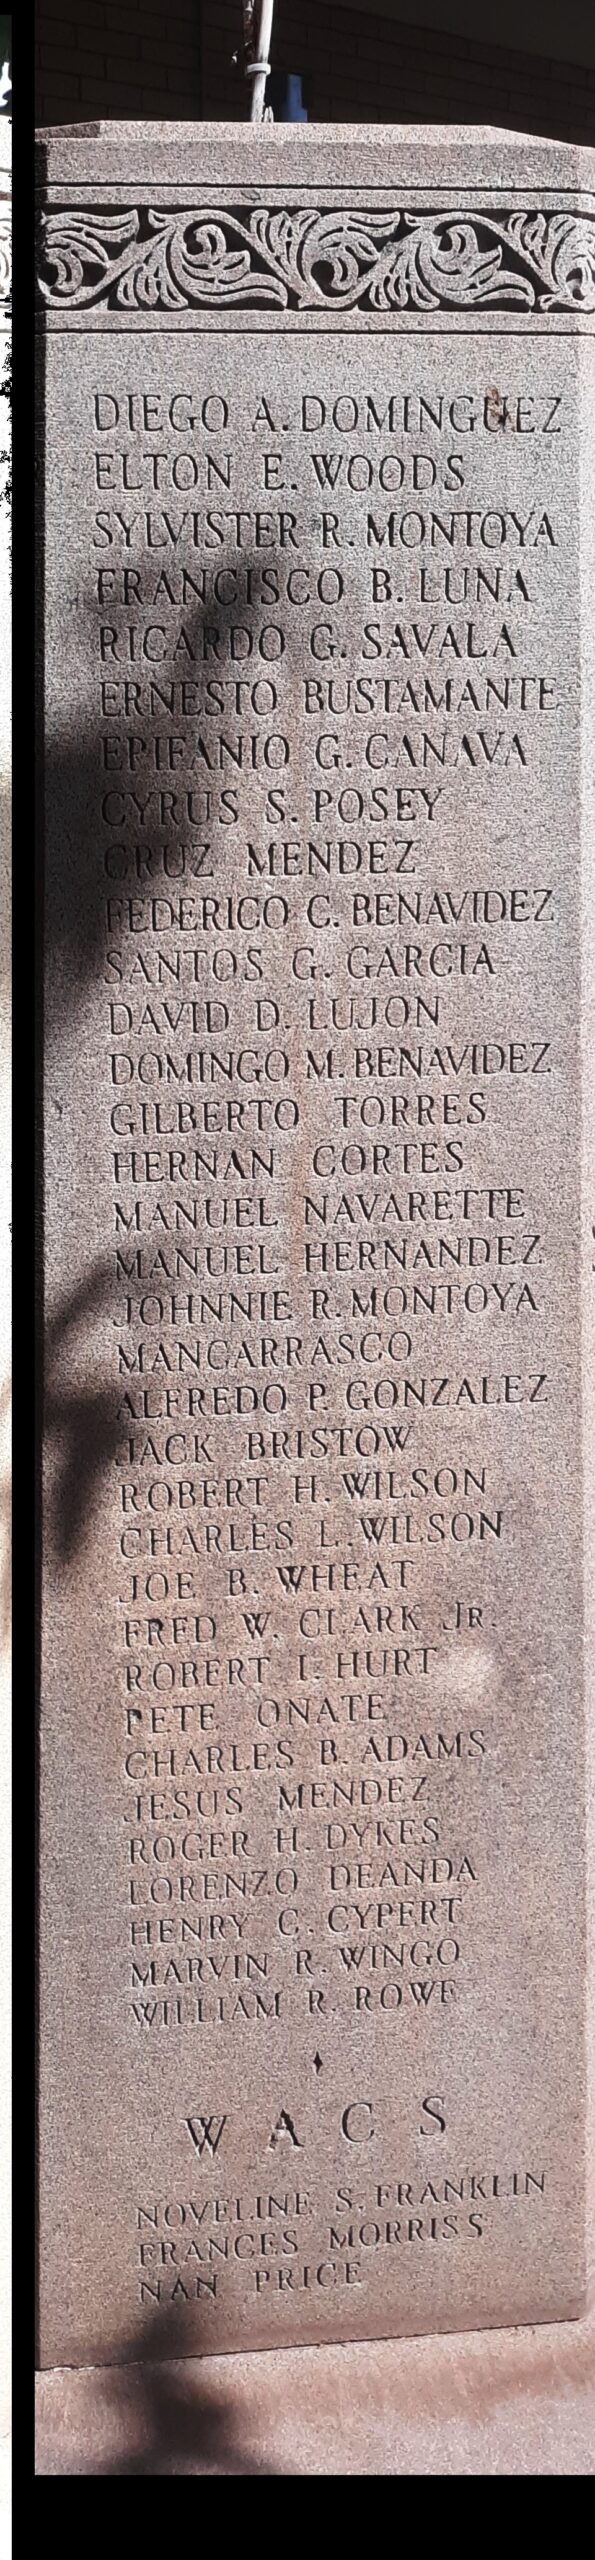 DIEGO A. DOMINGUEZ
ELTON E. WOODS
SYLVISTER R. MONTOYA
FRANCISCO B. LUNA
RICARDO G. SAVALA
ERNESTO BUSTAMANTE
EPIFANIO G. CANAVA
CYRUS S. POSEY
CRUZ MENDEZ
FEDERICO C. BENAVIDEZ
SANTOS G. GARCIA
DAVID D. LUJON
DOMINGO M. BENAVIDEZ
GILBERTO TORRES
HERNAN CORTES
MANUEL NAVARETTE
MANUEL HERNANDEZ
JOHNNIE R. MONTOYA
MANCARRASCO
ALFREDO P. GONZALEZ
JACK BRISTOW
ROBERT H. WILSON
CHARLES L. WILSON
JOE B. WHEAT
FRED W. CLARK JR.
ROBERT L. HURT
PETE ONATE
CHARLES B. ADAMS
JESUS MENDEZ
ROGER H. DYKES
LORENZO DEANDA
HENRY C. CYPERT
MARVIN R. WINGO
WILLIAM R. ROWE
W A C S
NOVELINE S. FRANKLIN
FRANCES MORRISS
NAN PRICE